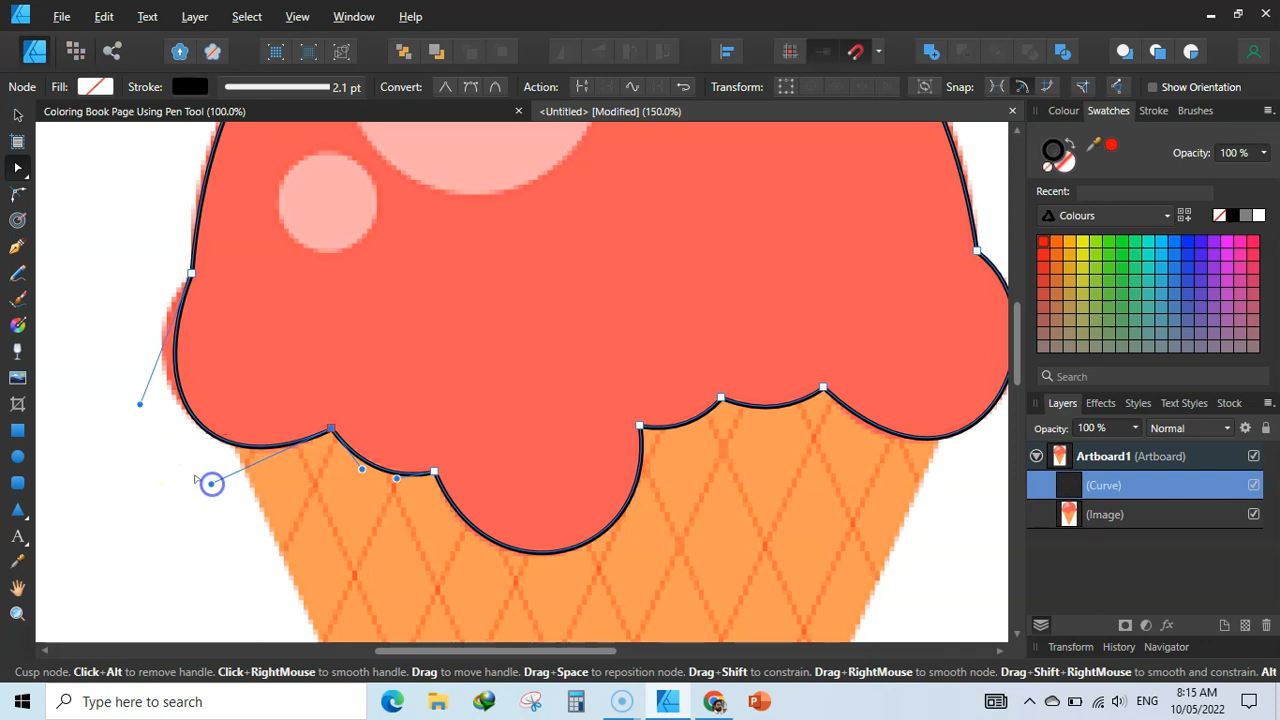 File Edit Text Layer Select View Window Help
Node Fill: Stroke: 2.1 pt Convert: Action: Transform: Snap: Show Orientation
Coloring Book Page Using Pen Tool (100.0%) <Untitled> [Modified] (150.0%) Colour Swatches Stroke Brushes
Opacity: 100 %
Recent:
Colours
Search
Layers Effects Styles Text Styles Stock
Opacity: 100 % Normal
Artboard1 (Artboard)
(Curve)
(Image)
Transform History Navigator
Cusp node. Click+Alt to remove handle. Click+RightMouse to smooth handle. Drag to move handle. Drag+Space to reposition node. Drag+Shift to constrain. Drag+RightMouse to smooth node. Drag+Shift+RightMouse to smooth and constrain. Alt
Type here to search
8:15 AM
10/05/2022